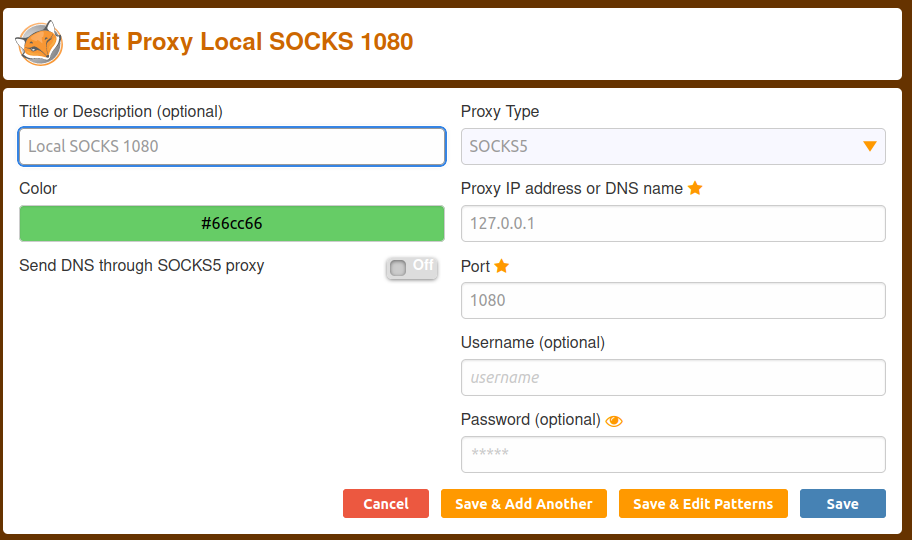 Edit Proxy Local SOCKS 1080
Title or Description (optional)
Local SOCKS 1080
Color
#66cc66
Send DNS through SOCKS5 proxy
Off
Proxy Type
SOCKS5
Proxy IP address or DNS name
127.0.0.1
Port
1080
Username (optional)
username
Password (optional)
*****
Cancel
Save & Add Another
Save & Edit Patterns
Save